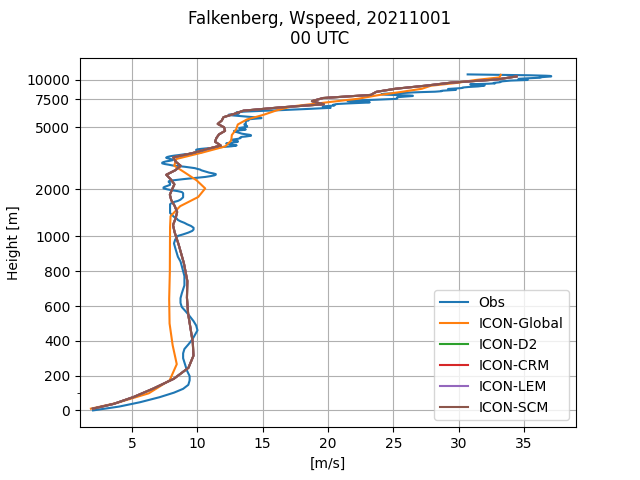 Falkenberg, Wspeed, 20211001
00 UTC
Height [m]
10000
7500
5000
2000
1000
800
600
400
200
0
5
10
15
20
25
30
35
[m/s]
Obs
ICON-Global
ICON-D2
ICON-CRM
ICON-LEM
ICON-SCM